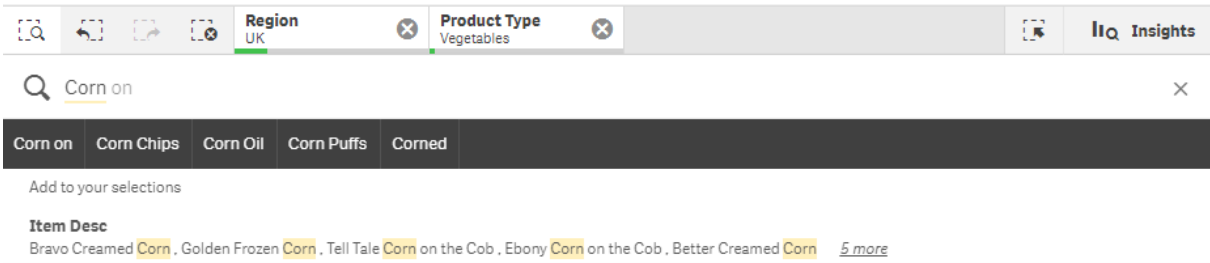 Region
UK
Product Type
Vegetables
Insights
Corn on
Corn on Corn Chips Corn Oil Corn Puffs Corned
Add to your selections
Item Desc
Bravo Creamed Corn , Golden Frozen Corn , Tell Tale Corn on the Cob , Ebony Corn on the Cob , Better Creamed Corn 5 more